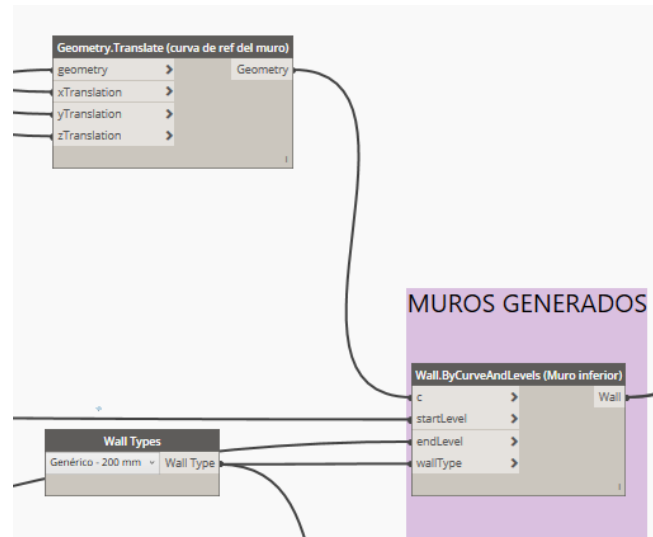 Geometry.Translate (curva de ref del muro)
geometry > Geometry
xTranslation >
yTranslation >
zTranslation >
MUROS GENERADOS
Wall.ByCurveAndLevels (Muro inferior)
c > Wall
startLevel >
endLevel >
wallType >
Wall Types
Genérico - 200 mm Wall Type